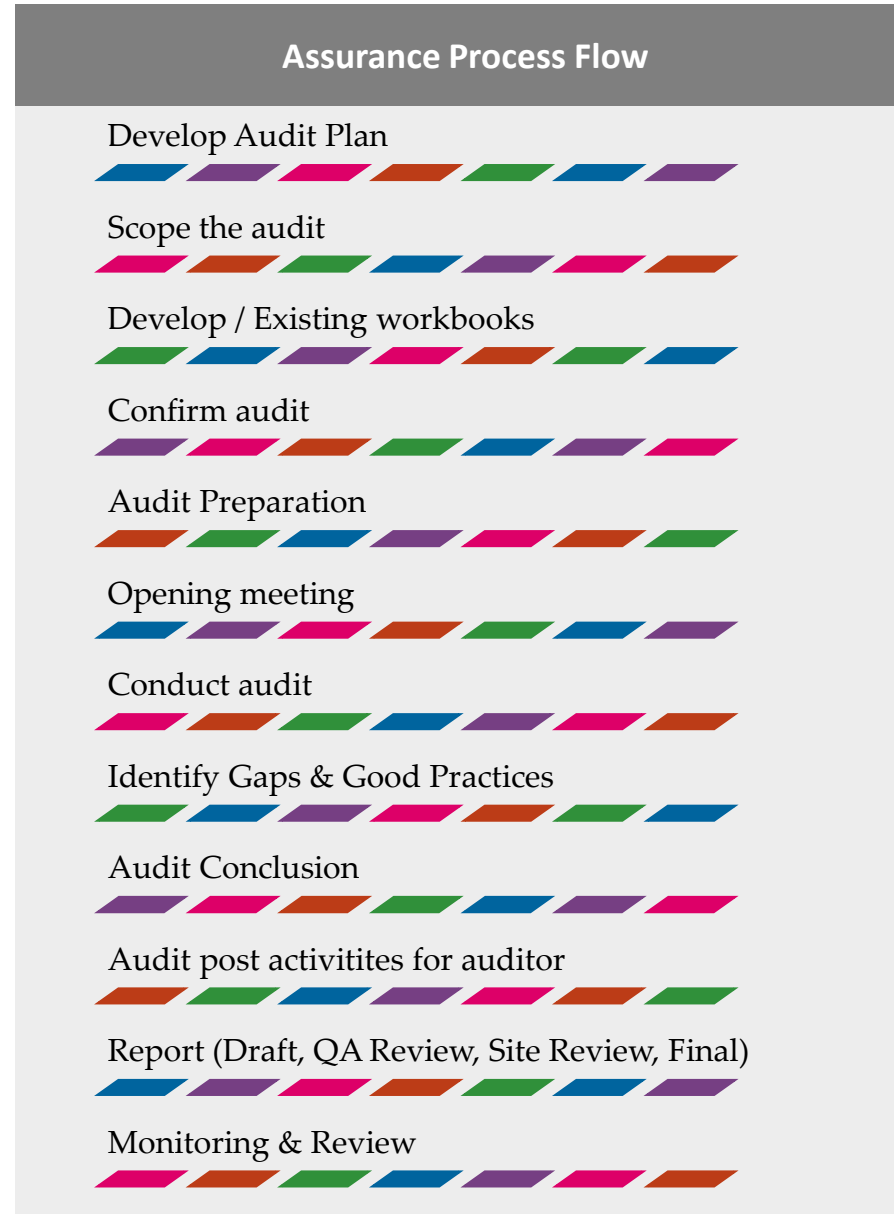 Assurance Process Flow
Develop Audit Plan
Scope the audit
Develop / Existing workbooks
Confirm audit
Audit Preparation
Opening meeting
Conduct audit
Identify Gaps & Good Practices
Audit Conclusion
Audit post activitites for auditor
Report (Draft, QA Review, Site Review, Final)
Monitoring & Review